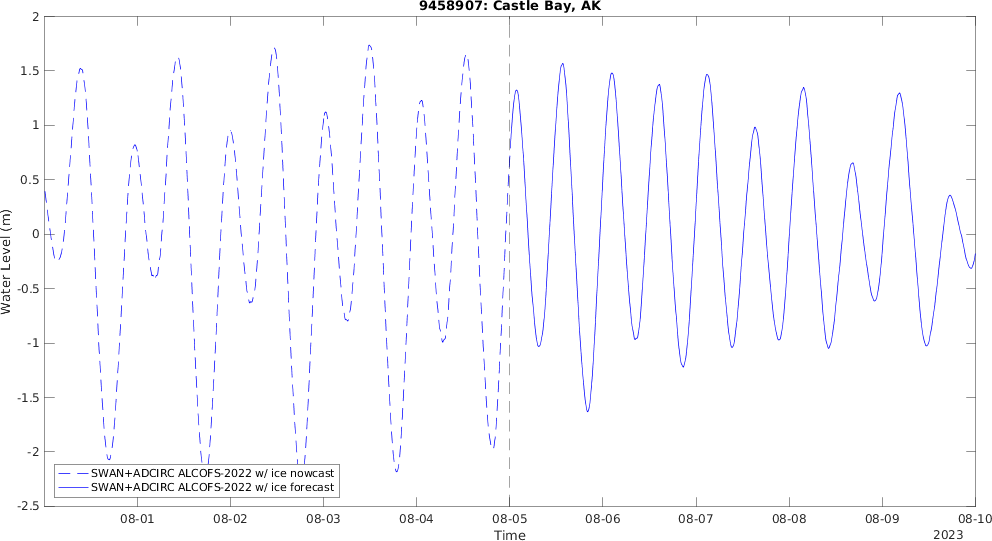 9458907: Castle Bay, AK
Water Level (m)
2
1.5
1
0.5
0
-0.5
-1
-1.5
-2
-2.5
SWAN+ADCIRC ALCOFS-2022 w/ ice nowcast
SWAN+ADCIRC ALCOFS-2022 w/ ice forecast
08-01 08-02 08-03 08-04 08-05 08-06 08-07 08-08 08-09 08-10
Time
2023